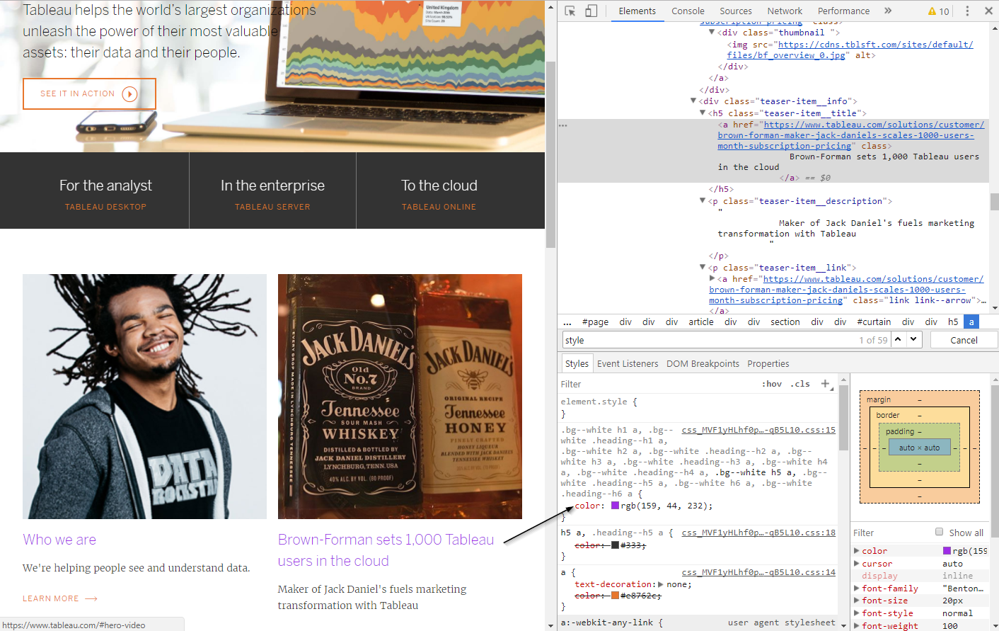 Tableau helps the world's largest organizations
unleash the power of their most valuable
assets: their data and their people.
SEE IT IN ACTION
United Kingdom
For the analyst
TABLEAU DESKTOP
In the enterprise
TABLEAU SERVER
To the cloud
TABLEAU ONLINE
DATA
ROCKSTAR
JACK DANIEL'S
Old
No.7
BRAND
Tennessee
SOUR MASH
WHISKEY
DISTILLED & BOTTLED BY
JACK DANIEL DISTILLERY
LYNCHBURG, TENN. USA
40% ALC. BY VOL. (80 PROOF)
EVERY DROP MADE IN LYNCHBURG TENNESSEE
JACK DANIEL'S
ORIGINAL RECIPE
Tennessee
HONEY
FINELY CRAFTED
HONEY LIQUEUR
BLENDED WITH JACK DANIEL'S
TENNESSEE WHISKEY
Who we are
We're helping people see and understand data.
LEARN MORE
Brown-Forman sets 1,000 Tableau
users in the cloud
Maker of Jack Daniel's fuels marketing
transformation with Tableau
https://www.tableau.com/#hero-video
Elements Console Sources Network Performance » 10
subscription-pricing" class>
▼<div class="thumbnail ">
<img src="https://cdns.tblsft.com/sites/default/
files/bf_overview_0.jpg" alt>
</div>
</a>
</div>
▼<div class="teaser-item__info">
▼<h5 class="teaser-item__title">
...
<a href="https://www.tableau.com/solutions/customer/
brown-forman-maker-jack-daniels-scales-1000-users-
month-subscription-pricing" class>
Brown-Forman sets 1,000 Tableau users
in the cloud
</a> == $0
</h5>
▼<p class="teaser-item__description">
"
Maker of Jack Daniel's fuels marketing
transformation with Tableau
"
</p>
▼<p class="teaser-item__link">
▶<a href="https://www.tableau.com/solutions/customer/
brown-forman-maker-jack-daniels-scales-1000-users-
month-subscription-pricing" class="link link--arrow">…
</a>
... #page div div div article div div section div div #curtain div div h5 a
style 1 of 59 Cancel
Styles Event Listeners DOM Breakpoints Properties
Filter :hov .cls +
element.style {
}
.bg--white h1 a, .bg-- css_MVF1yHLhf0p…-qB5L10.css:15
white .heading--h1 a,
.bg--white h2 a, .bg--white .heading--h2 a, .bg--
white h3 a, .bg--white .heading--h3 a, .bg--white h4
a, .bg--white .heading--h4 a, .bg--white h5 a, .bg--
white .heading--h5 a, .bg--white h6 a, .bg--white
.heading--h6 a {
color: rgb(159, 44, 232);
}
h5 a, .heading--h5 a { css_MVF1yHLhf0p…-qB5L10.css:18
color: #333;
}
a { css_MVF1yHLhf0p…-qB5L10.css:14
text-decoration:▶ none;
color: #e8762c;
}
a:-webkit-any-link { user agent stylesheet
margin –
border –
padding –
– – – auto × auto – – –
–
–
–
Filter Show all
▶ color rgb(159
▶ cursor auto
display inline
▶ font-family "Benton…
▶ font-size 20px
▶ font-style normal
▶ font-weight 100